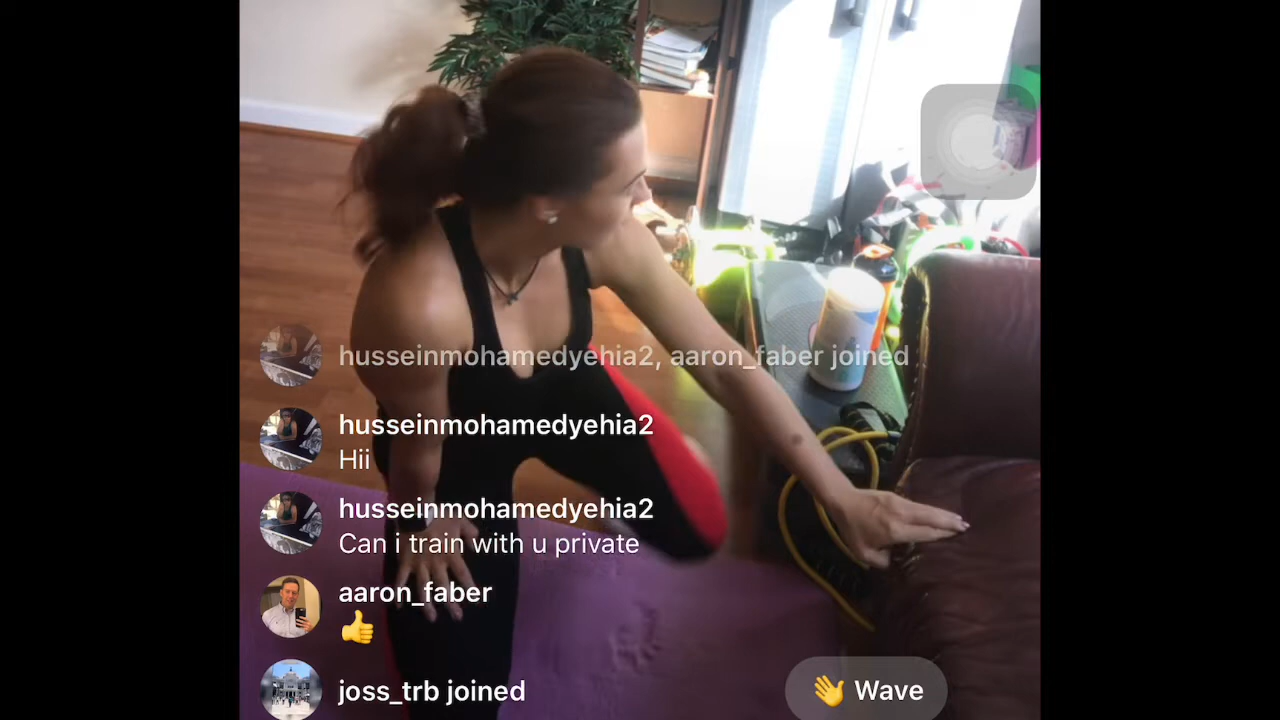 husseinmohamedyehia2, aaron_faber joined
husseinmohamedyehia2
Hii
husseinmohamedyehia2
Can i train with u private
aaron_faber
👍
joss_trb joined
👋 Wave